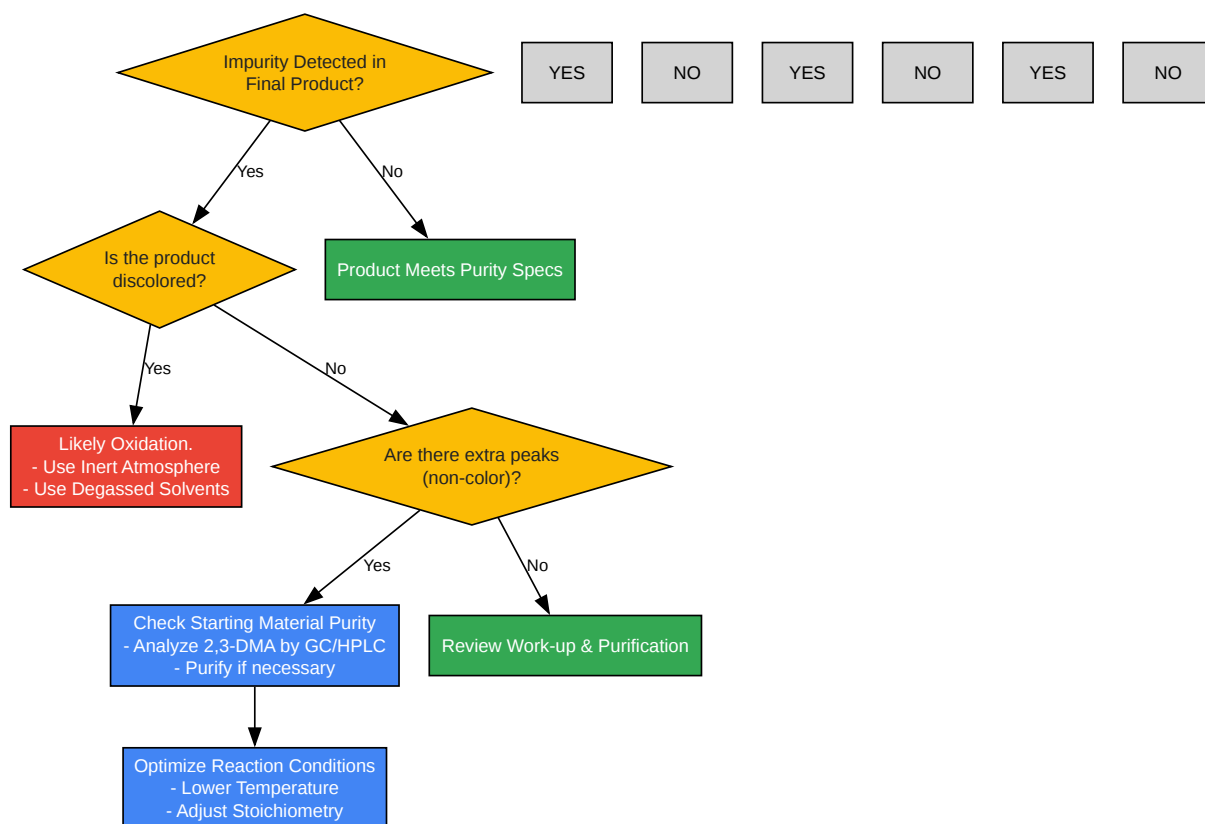 Impurity Detected in
Final Product?
YES
NO
YES
NO
YES
NO
Yes
No
Is the product
discolored?
Product Meets Purity Specs
Yes
No
Likely Oxidation.
- Use Inert Atmosphere
- Use Degassed Solvents
Are there extra peaks
(non-color)?
Yes
No
Check Starting Material Purity
- Analyze 2,3-DMA by GC/HPLC
- Purify if necessary
Review Work-up & Purification
Optimize Reaction Conditions
- Lower Temperature
- Adjust Stoichiometry